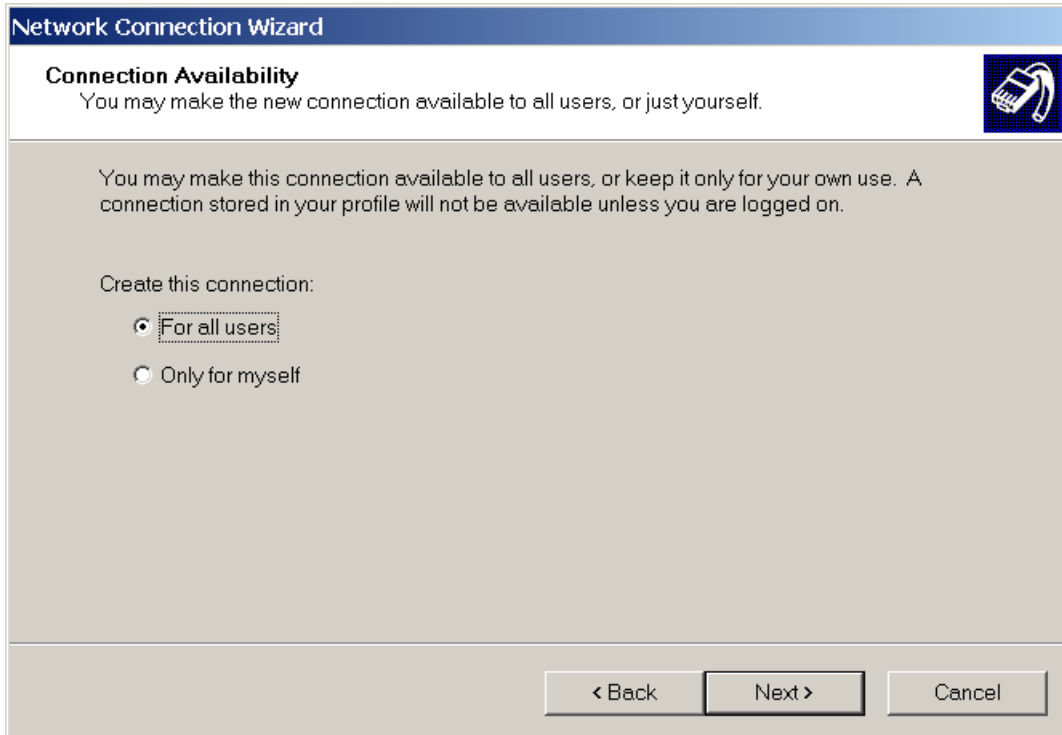 Network Connection Wizard
Connection Availability
You may make the new connection available to all users, or just yourself.
You may make this connection available to all users, or keep it only for your own use. A
connection stored in your profile will not be available unless you are logged on.
Create this connection:
For all users
Only for myself
< Back Next > Cancel